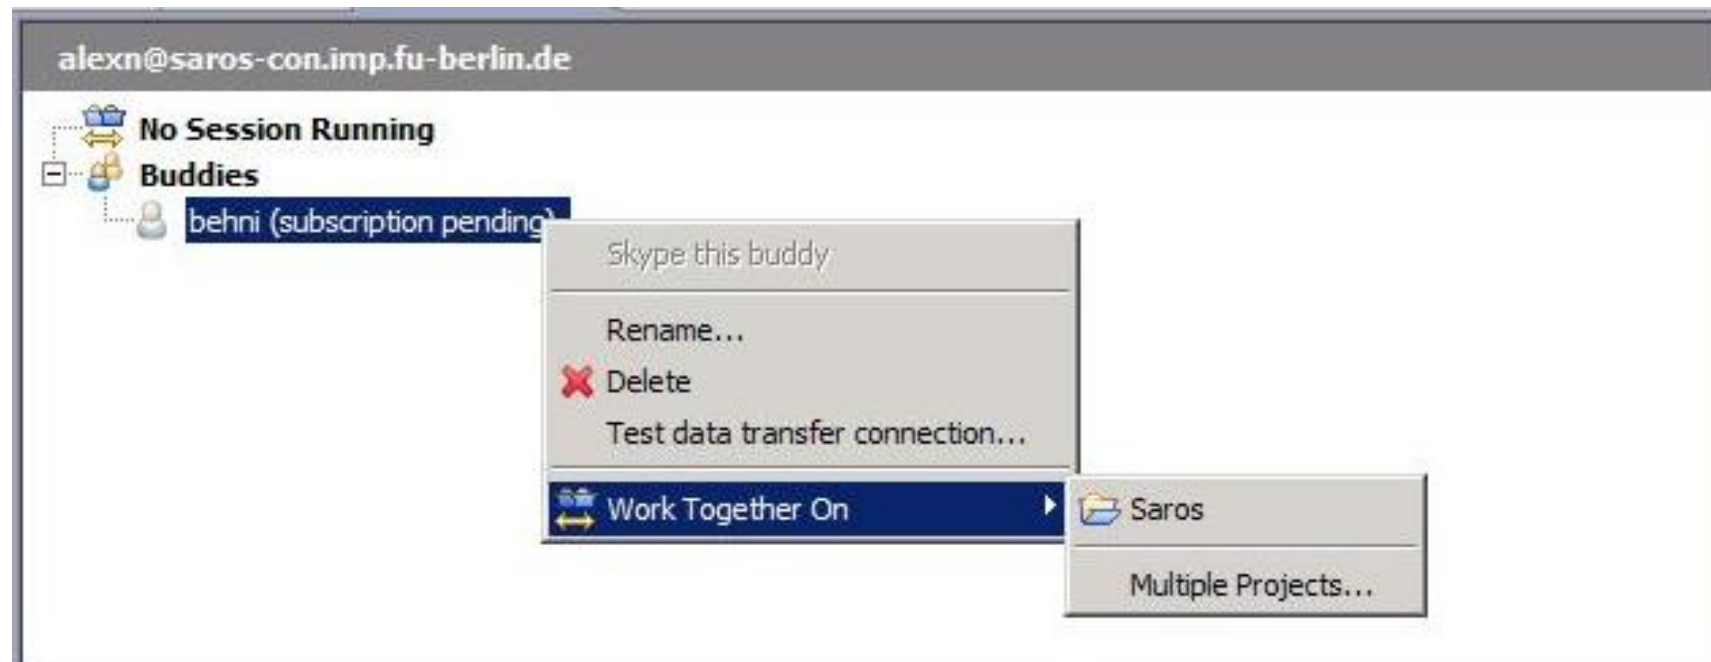 alexn@saros-con.imp.fu-berlin.de
No Session Running
Buddies
behni (subscription pending)
Skype this buddy
Rename...
Delete
Test data transfer connection...
Work Together On
Saros
Multiple Projects...